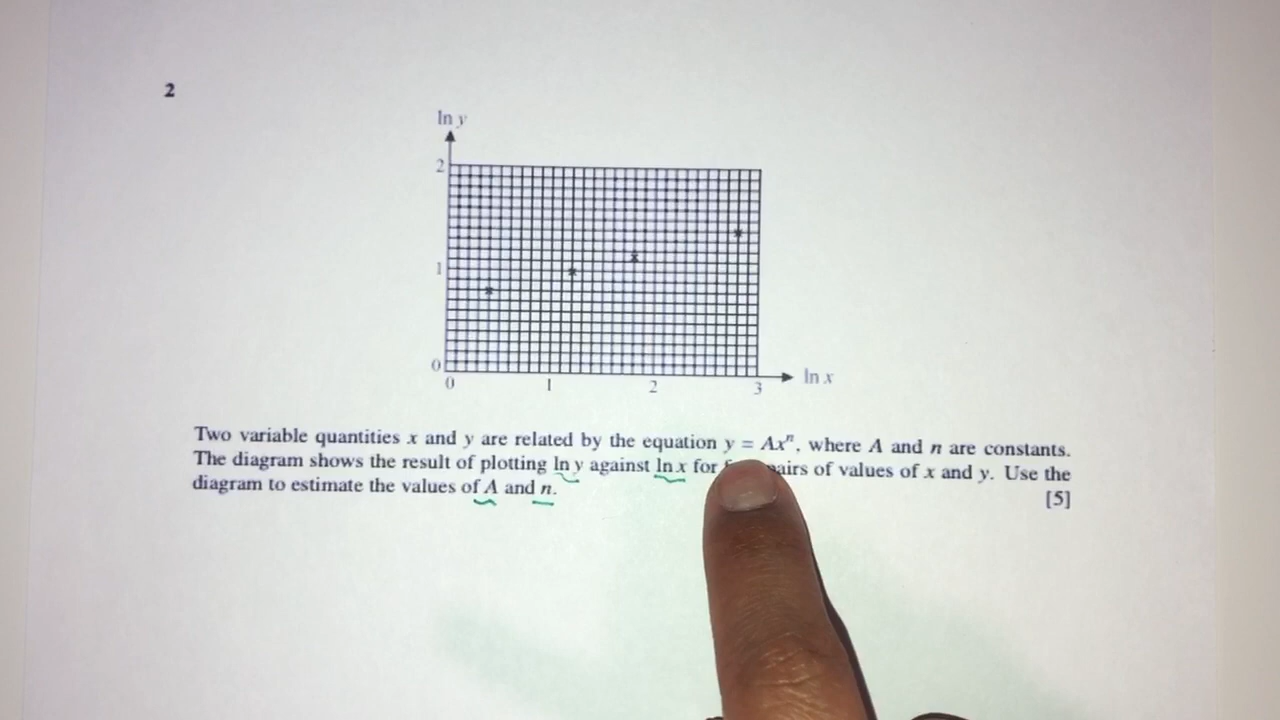 2
ln y
2
1
0
0 1 2 3 ln x
Two variable quantities x and y are related by the equation y = Axⁿ, where A and n are constants.
The diagram shows the result of plotting ln y against ln x for pairs of values of x and y. Use the
diagram to estimate the values of A and n.
[5]